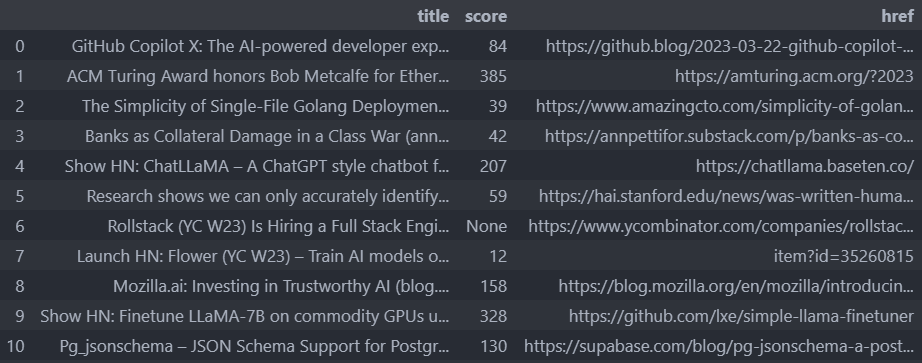 title score href
0 GitHub Copilot X: The AI-powered developer exp... 84 https://github.blog/2023-03-22-github-copilot-...
1 ACM Turing Award honors Bob Metcalfe for Ether... 385 https://amturing.acm.org/?2023
2 The Simplicity of Single-File Golang Deploymen... 39 https://www.amazingcto.com/simplicity-of-golan...
3 Banks as Collateral Damage in a Class War (ann... 42 https://annpettifor.substack.com/p/banks-as-co...
4 Show HN: ChatLLaMA – A ChatGPT style chatbot f... 207 https://chatllama.baseten.co/
5 Research shows we can only accurately identify... 59 https://hai.stanford.edu/news/was-written-huma...
6 Rollstack (YC W23) Is Hiring a Full Stack Engi... None https://www.ycombinator.com/companies/rollstac...
7 Launch HN: Flower (YC W23) – Train AI models o... 12 item?id=35260815
8 Mozilla.ai: Investing in Trustworthy AI (blog.... 158 https://blog.mozilla.org/en/mozilla/introducin...
9 Show HN: Finetune LLaMA-7B on commodity GPUs u... 328 https://github.com/lxe/simple-llama-finetuner
10 Pg_jsonschema – JSON Schema Support for Postgr... 130 https://supabase.com/blog/pg-jsonschema-a-post...